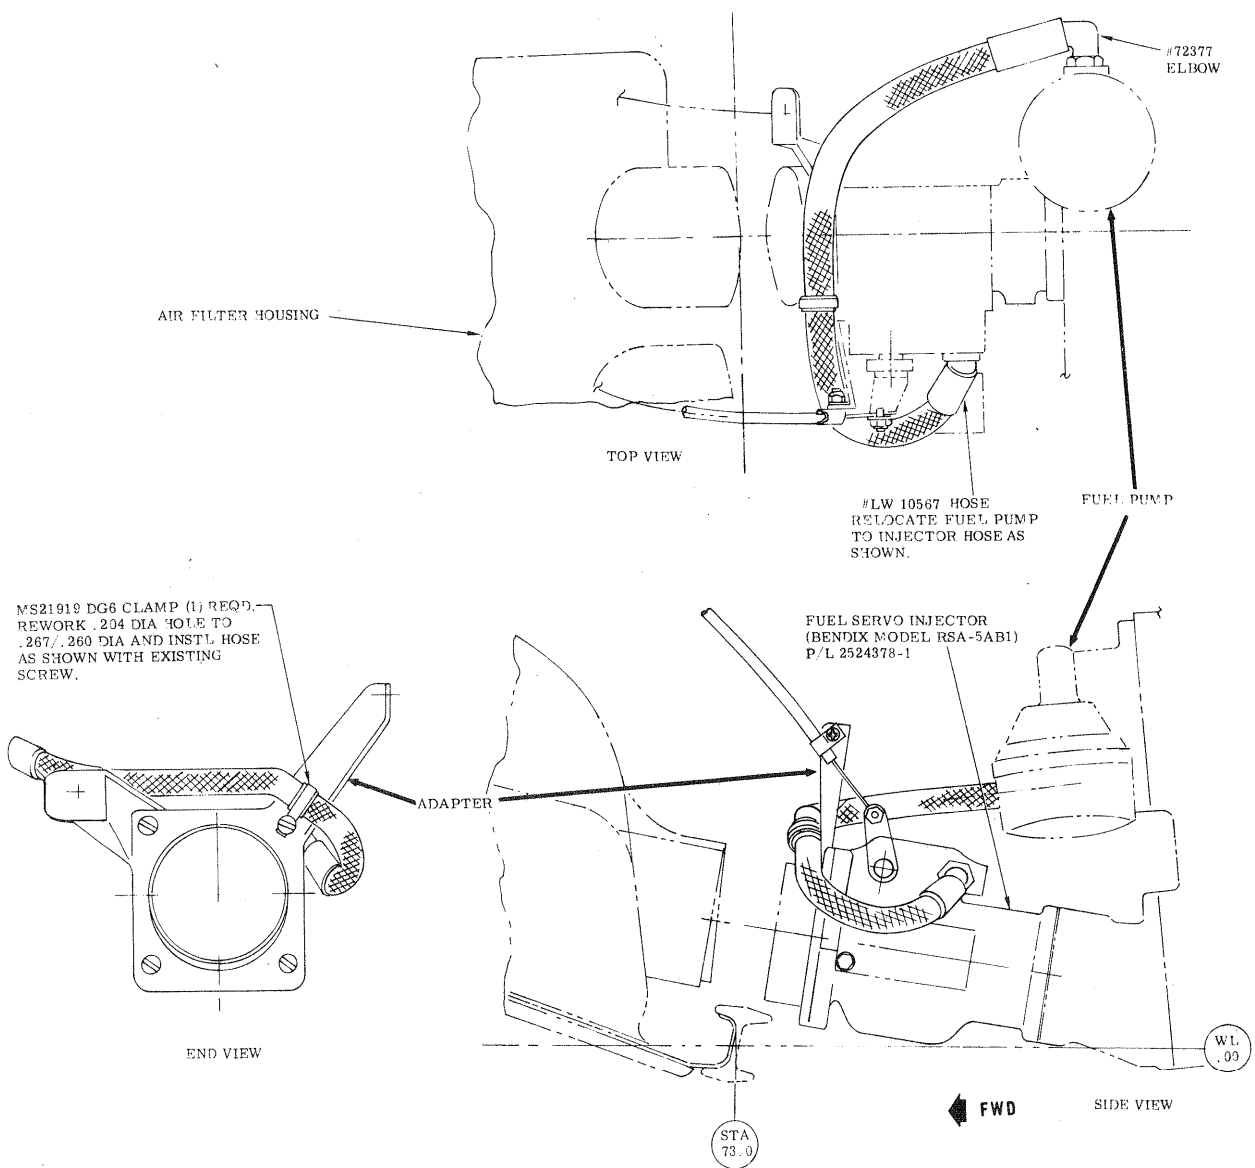 #72377
ELBOW
AIR FILTER HOUSING
TOP VIEW
#LW 10567 HOSE
RELOCATE FUEL PUMP
TO INJECTOR HOSE AS
SHOWN.
FUEL PUMP
MS21919 DG6 CLAMP (1) REQD.
REWORK .204 DIA HOLE TO
.267/.260 DIA AND INSTL HOSE
AS SHOWN WITH EXISTING
SCREW.
FUEL SERVO INJECTOR
(BENDIX MODEL RSA-5AB1)
P/L 2524378-1
ADAPTER
END VIEW
WL
.00
FWD
SIDE VIEW
STA
73.0